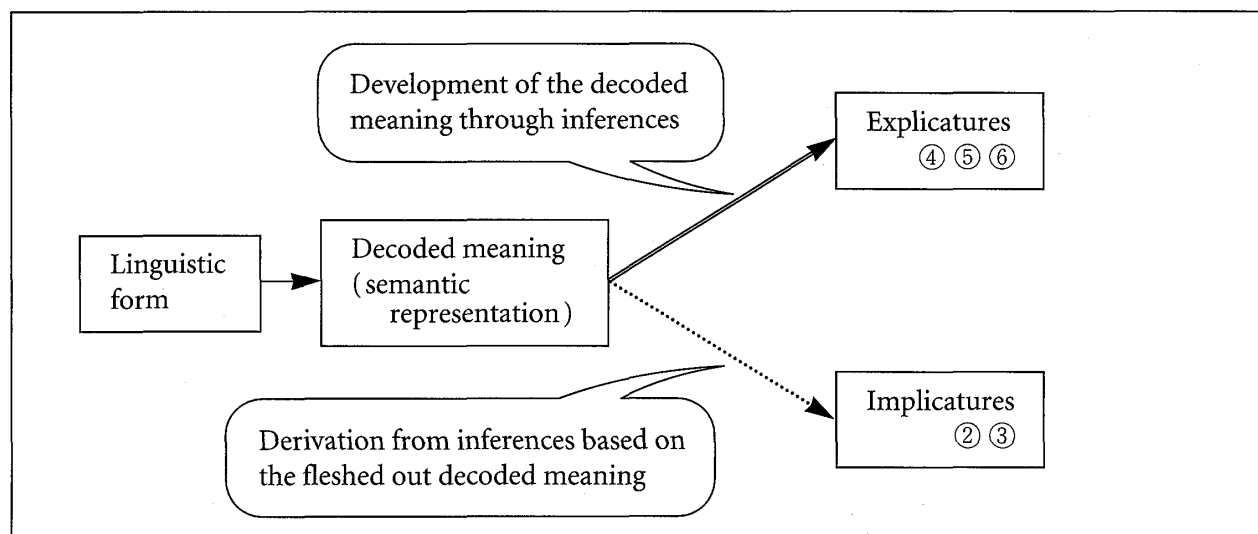 Development of the decoded
meaning through inferences
Explicatures
④ ⑤ ⑥
Linguistic
form
Decoded meaning
(semantic
representation)
Implicatures
② ③
Derivation from inferences based on
the fleshed out decoded meaning